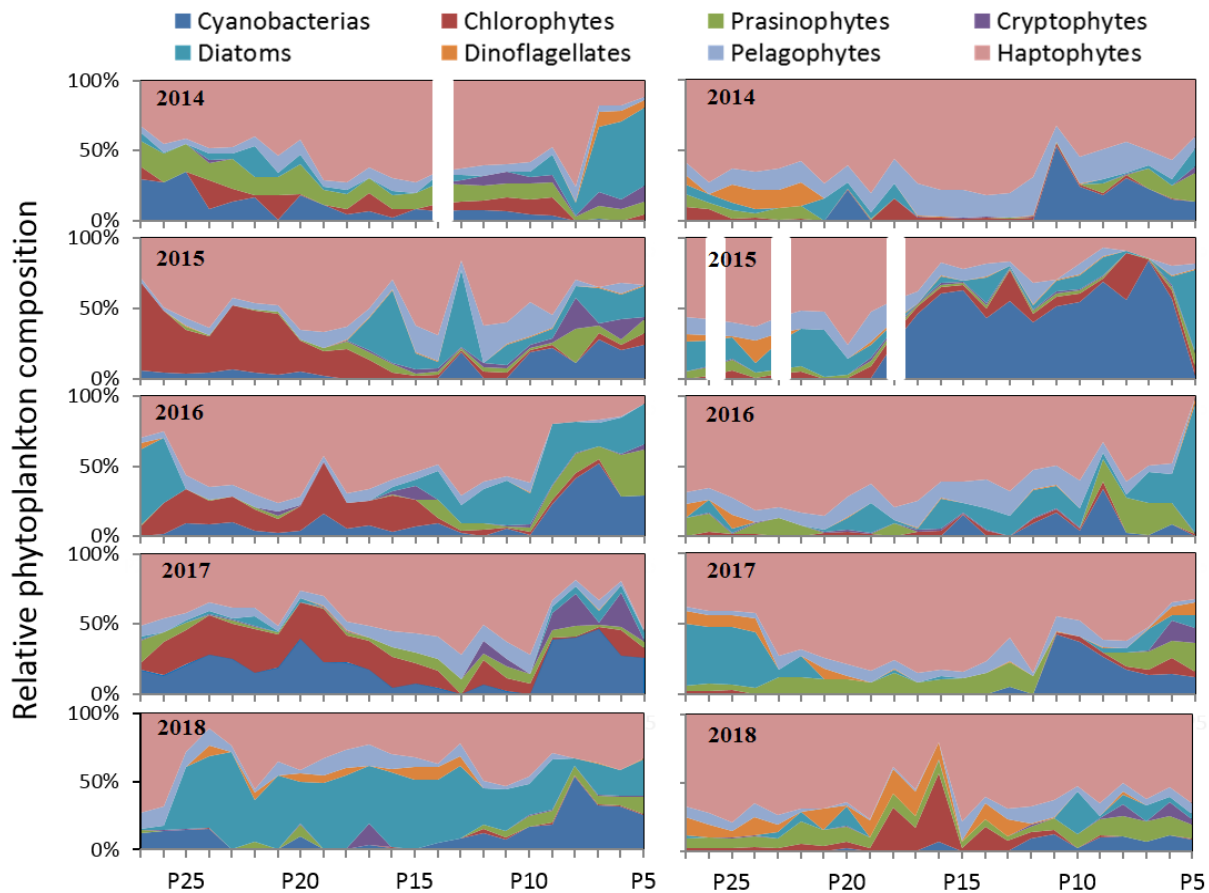 Cyanobacterias Chlorophytes Prasinophytes Cryptophytes
Diatoms Dinoflagellates Pelagophytes Haptophytes
Relative phytoplankton composition
100% 2014 2014
50%
0%
100% 2015 2015
50%
0%
100% 2016 2016
50%
0%
100% 2017 2017
50%
0%
100% 2018 2018
50%
0%
P25 P20 P15 P10 P5 P25 P20 P15 P10 P5